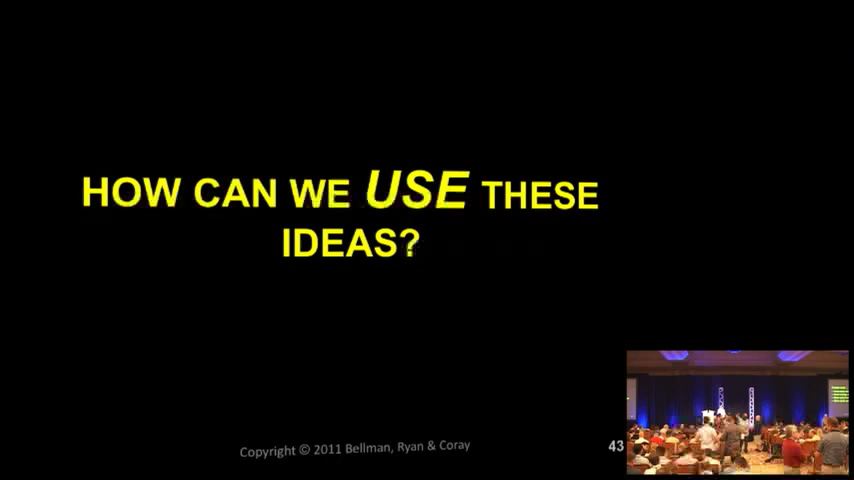 HOW CAN WE USE THESE
IDEAS?
Copyright © 2011 Bellman, Ryan & Coray
43